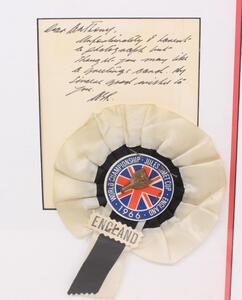 Dear Anthony,
Unfortunately I haven't
a photograph but
thought you may like
a greetings card. My
sincere good wishes to
you.
WORLD CHAMPIONSHIP · JULES RIMET CUP · ENGLAND
· 1966 ·
ENGLAND